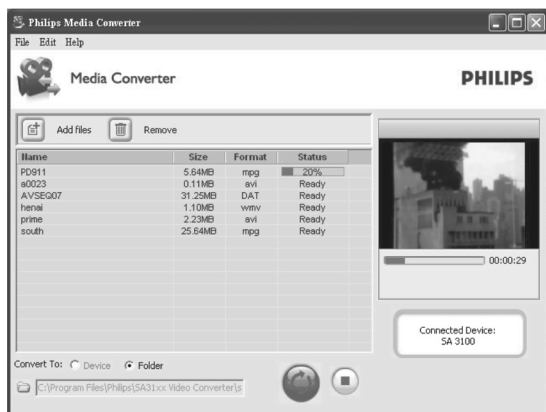 Philips Media Converter
File Edit Help
Media Converter
PHILIPS
Add files Remove
Name Size Format Status
PD911 5.64MB mpg 20%
a0023 0.11MB avi Ready
AVSEQ07 31.25MB DAT Ready
henai 1.10MB wmv Ready
prime 2.23MB avi Ready
south 25.64MB mpg Ready
00:00:29
Connected Device:
SA 3100
Convert To: Device Folder
C:\Program Files\Philips\SA31xx Video Converter\s